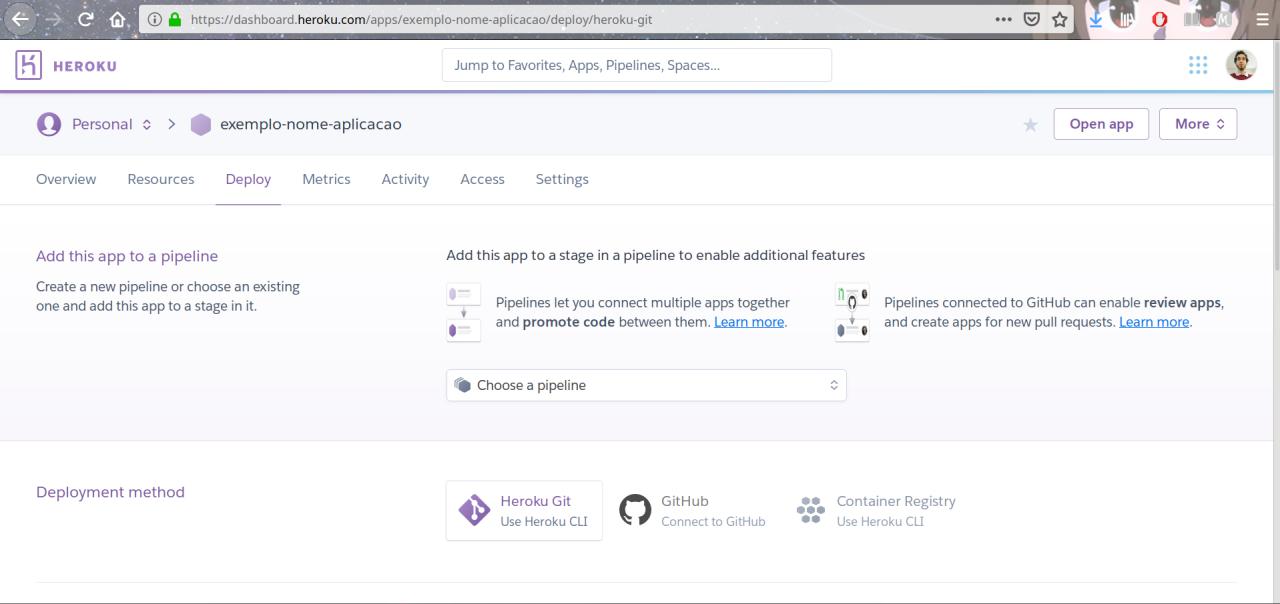 https://dashboard.heroku.com/apps/exemplo-nome-aplicacao/deploy/heroku-git
HEROKU
Jump to Favorites, Apps, Pipelines, Spaces...
Personal
exemplo-nome-aplicacao
Open app
More
Overview
Resources
Deploy
Metrics
Activity
Access
Settings
Add this app to a pipeline
Create a new pipeline or choose an existing
one and add this app to a stage in it.
Add this app to a stage in a pipeline to enable additional features
Pipelines let you connect multiple apps together
and promote code between them. Learn more.
Pipelines connected to GitHub can enable review apps,
and create apps for new pull requests. Learn more.
Choose a pipeline
Deployment method
Heroku Git
Use Heroku CLI
GitHub
Connect to GitHub
Container Registry
Use Heroku CLI